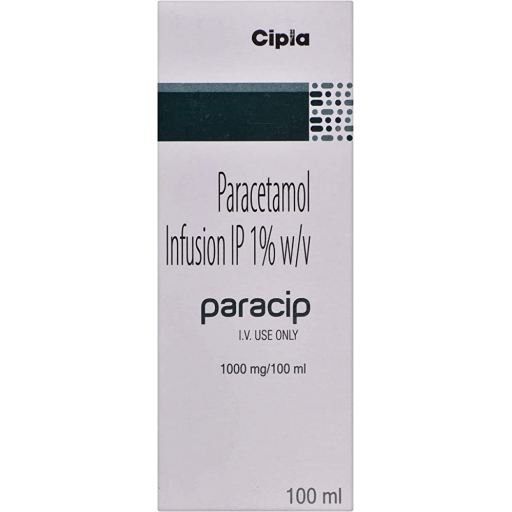 Cipla
Paracetamol
Infusion IP 1% w/v
paracip
I.V. USE ONLY
1000 mg/100 ml
100 ml